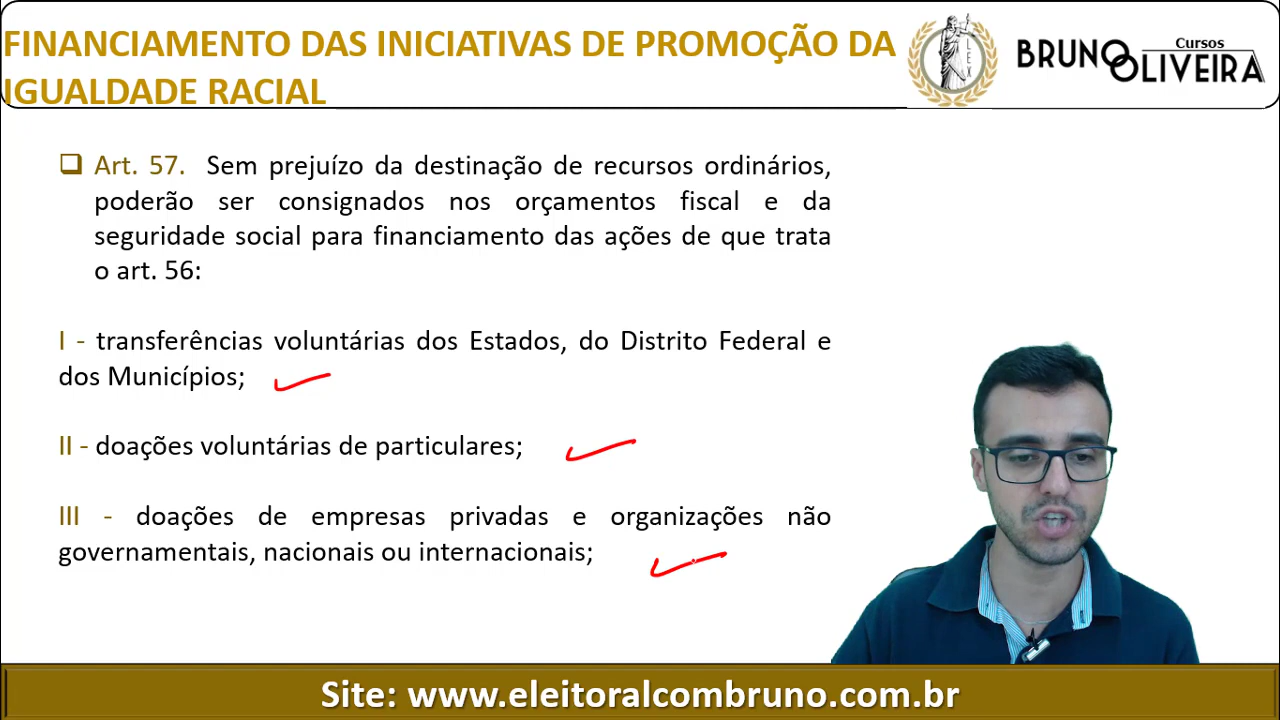 FINANCIAMENTO DAS INICIATIVAS DE PROMOÇÃO DA
IGUALDADE RACIAL
LEX
Cursos
BRUNO OLIVEIRA
Art. 57. Sem prejuízo da destinação de recursos ordinários,
poderão ser consignados nos orçamentos fiscal e da
seguridade social para financiamento das ações de que trata
o art. 56:
I - transferências voluntárias dos Estados, do Distrito Federal e
dos Municípios;
II - doações voluntárias de particulares;
III - doações de empresas privadas e organizações não
governamentais, nacionais ou internacionais;
Site: www.eleitoralcombruno.com.br